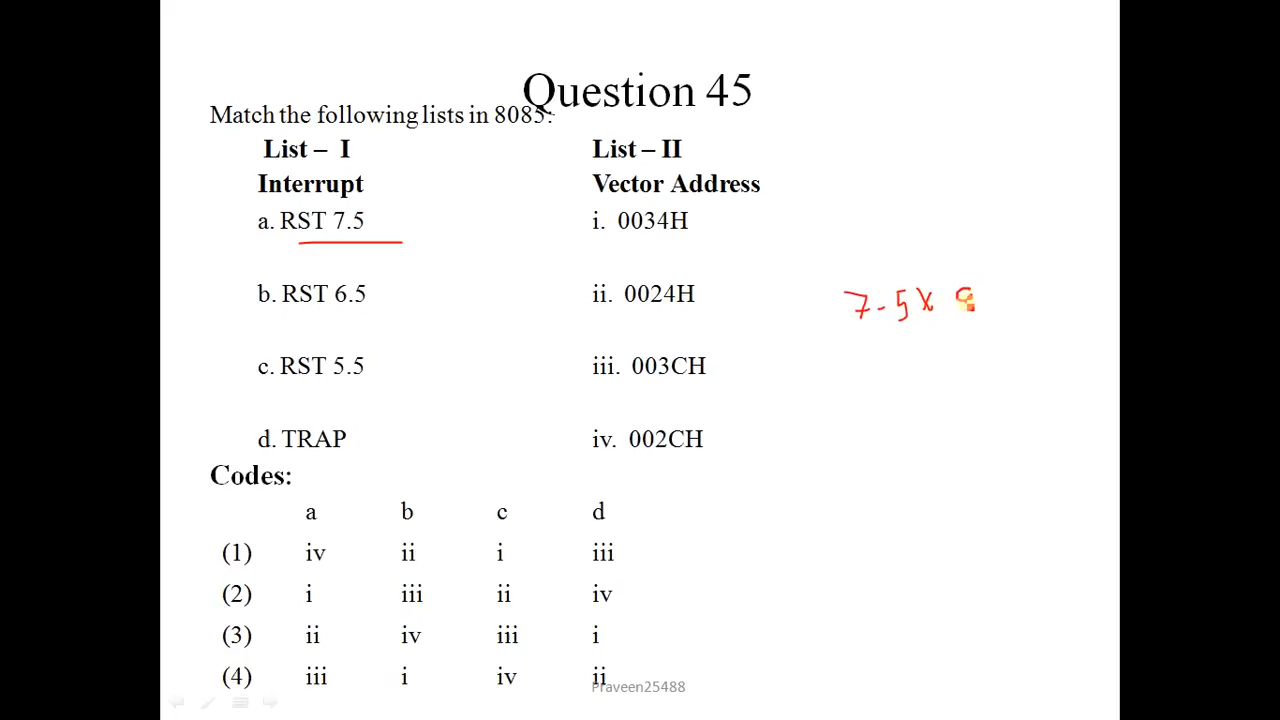 Question 45
Match the following lists in 8085:
List – I List – II
Interrupt Vector Address
a. RST 7.5 i. 0034H
b. RST 6.5 ii. 0024H
7-5 X 8
c. RST 5.5 iii. 003CH
d. TRAP iv. 002CH
Codes:
a b c d
(1) iv ii i iii
(2) i iii ii iv
(3) ii iv iii i
(4) iii i iv ii
Praveen25488